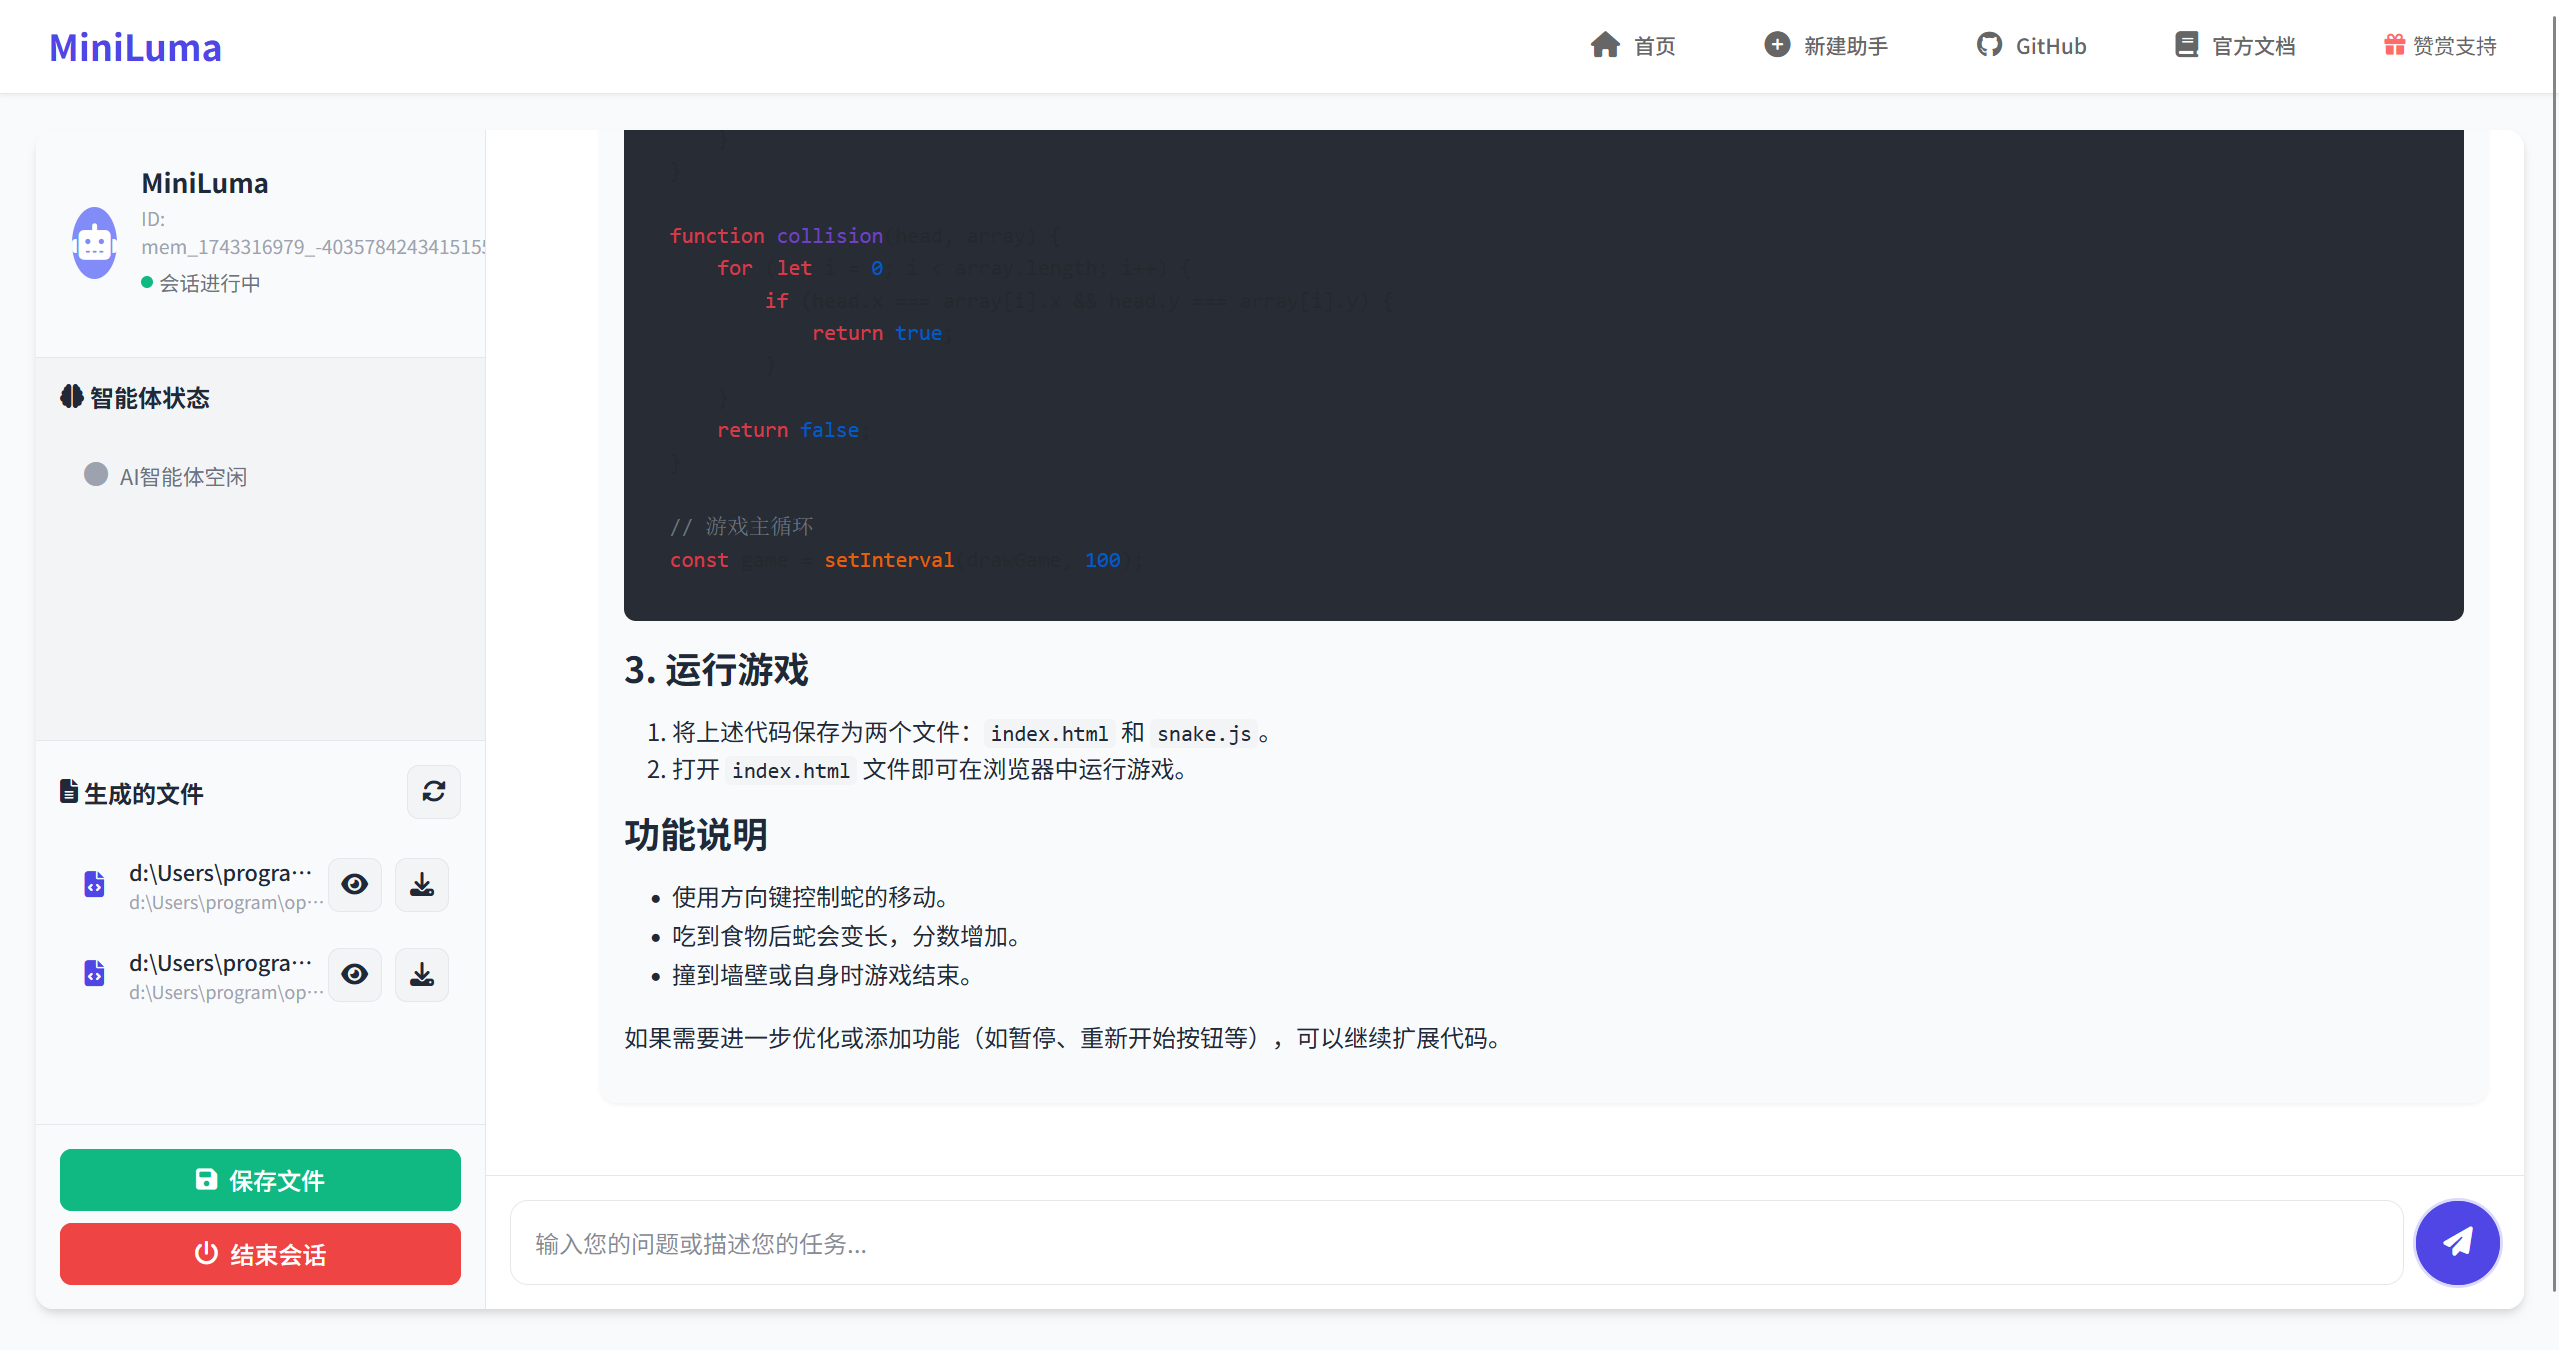 MiniLuma
首页
新建助手
GitHub
官方文档
赞赏支持
MiniLuma
ID:
mem_1743316979_-4035784243415155
会话进行中
智能体状态
AI智能体空闲
生成的文件
d:\Users\progra…
d:\Users\program\op…
d:\Users\progra…
d:\Users\program\op…
保存文件
结束会话
}
}
function collision(head, array) {
for (let i = 0; i < array.length; i++) {
if (head.x === array[i].x && head.y === array[i].y) {
return true
}
}
return false;
}
// 游戏主循环
const game = setInterval(drawGame, 100);
3. 运行游戏
1. 将上述代码保存为两个文件：index.html 和 snake.js。
2. 打开 index.html 文件即可在浏览器中运行游戏。
功能说明
• 使用方向键控制蛇的移动。
• 吃到食物后蛇会变长，分数增加。
• 撞到墙壁或自身时游戏结束。
如果需要进一步优化或添加功能（如暂停、重新开始按钮等），可以继续扩展代码。
输入您的问题或描述您的任务...